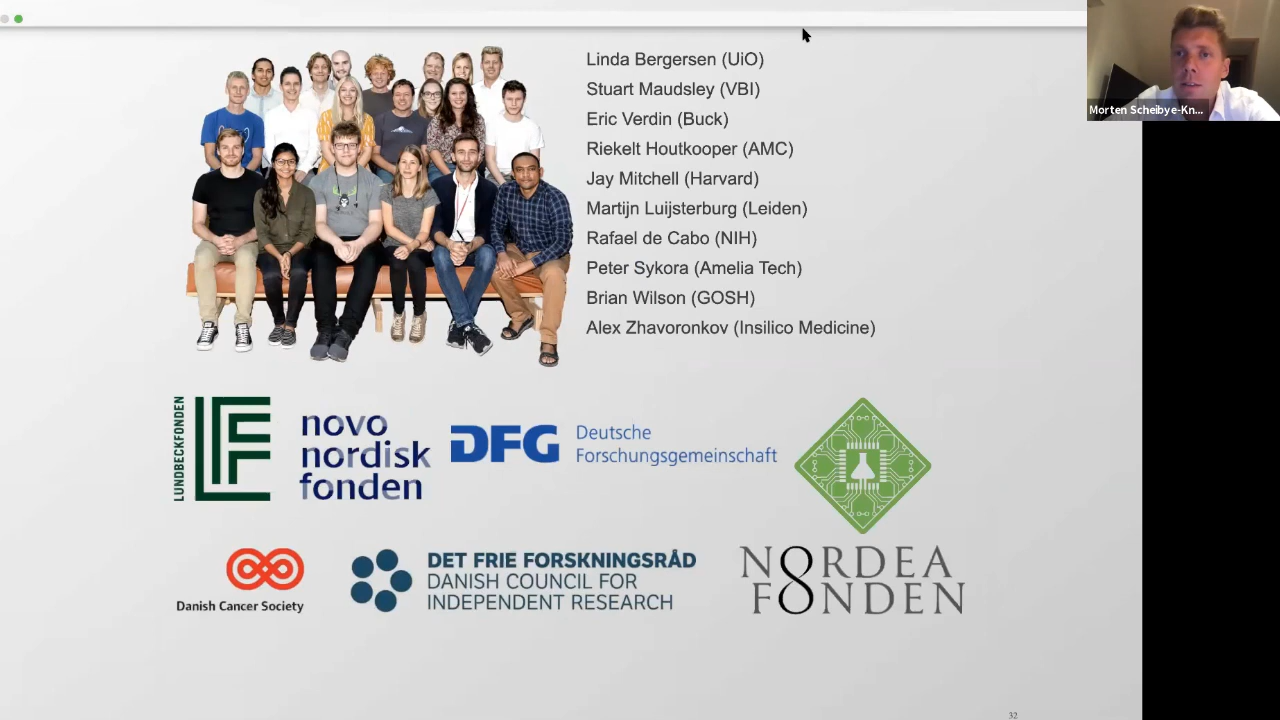 Morten Scheibye-Kn...
Linda Bergersen (UiO)
Stuart Maudsley (VBI)
Eric Verdin (Buck)
Riekelt Houtkooper (AMC)
Jay Mitchell (Harvard)
Martijn Luijsterburg (Leiden)
Rafael de Cabo (NIH)
Peter Sykora (Amelia Tech)
Brian Wilson (GOSH)
Alex Zhavoronkov (Insilico Medicine)
LUNDBECKFONDEN
novo
nordisk
fonden
DFG
Deutsche
Forschungsgemeinschaft
Danish Cancer Society
DET FRIE FORSKNINGSRÅD
DANISH COUNCIL FOR
INDEPENDENT RESEARCH
NORDEA
FONDEN
32